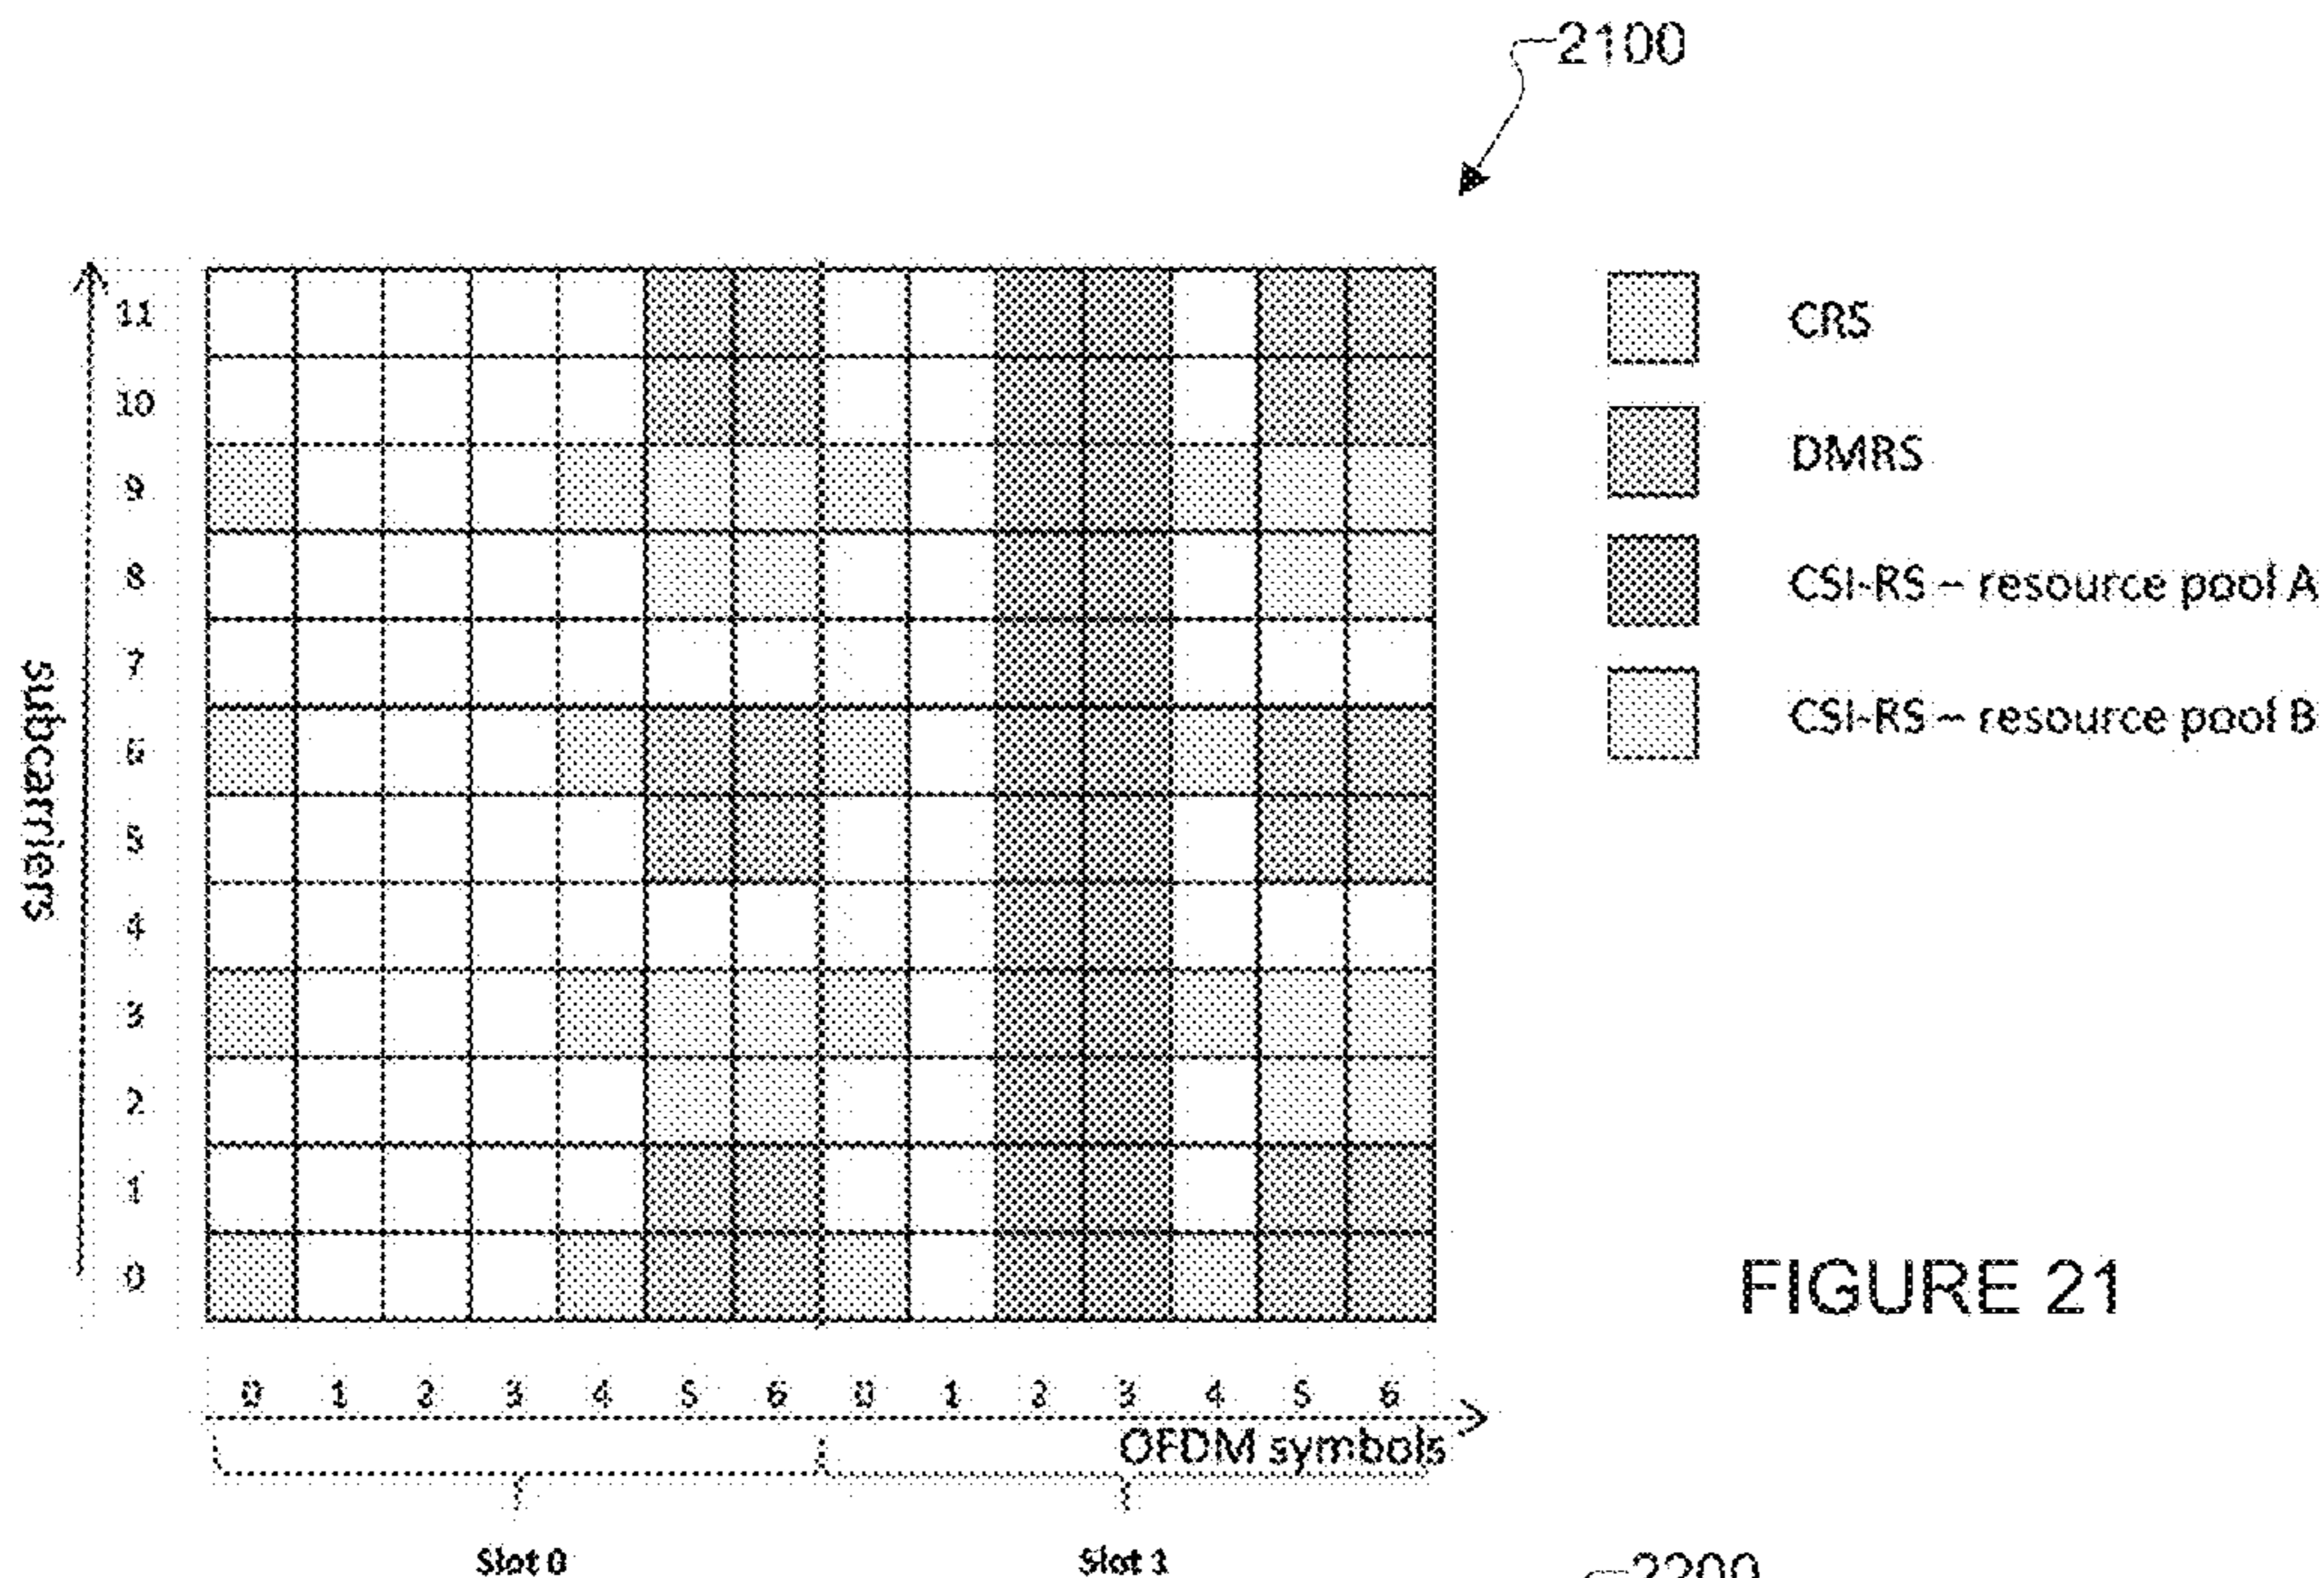 2100
11
10
9
8
7
6
5
4
3
2
1
0
subcarriers
CRS
DMRS
CSI-RS – resource pool A
CSI-RS – resource pool B
FIGURE 21
0 1 2 3 4 5 6 0 1 2 3 4 5 6
OFDM symbols
Slot 0 Slot 1
2200